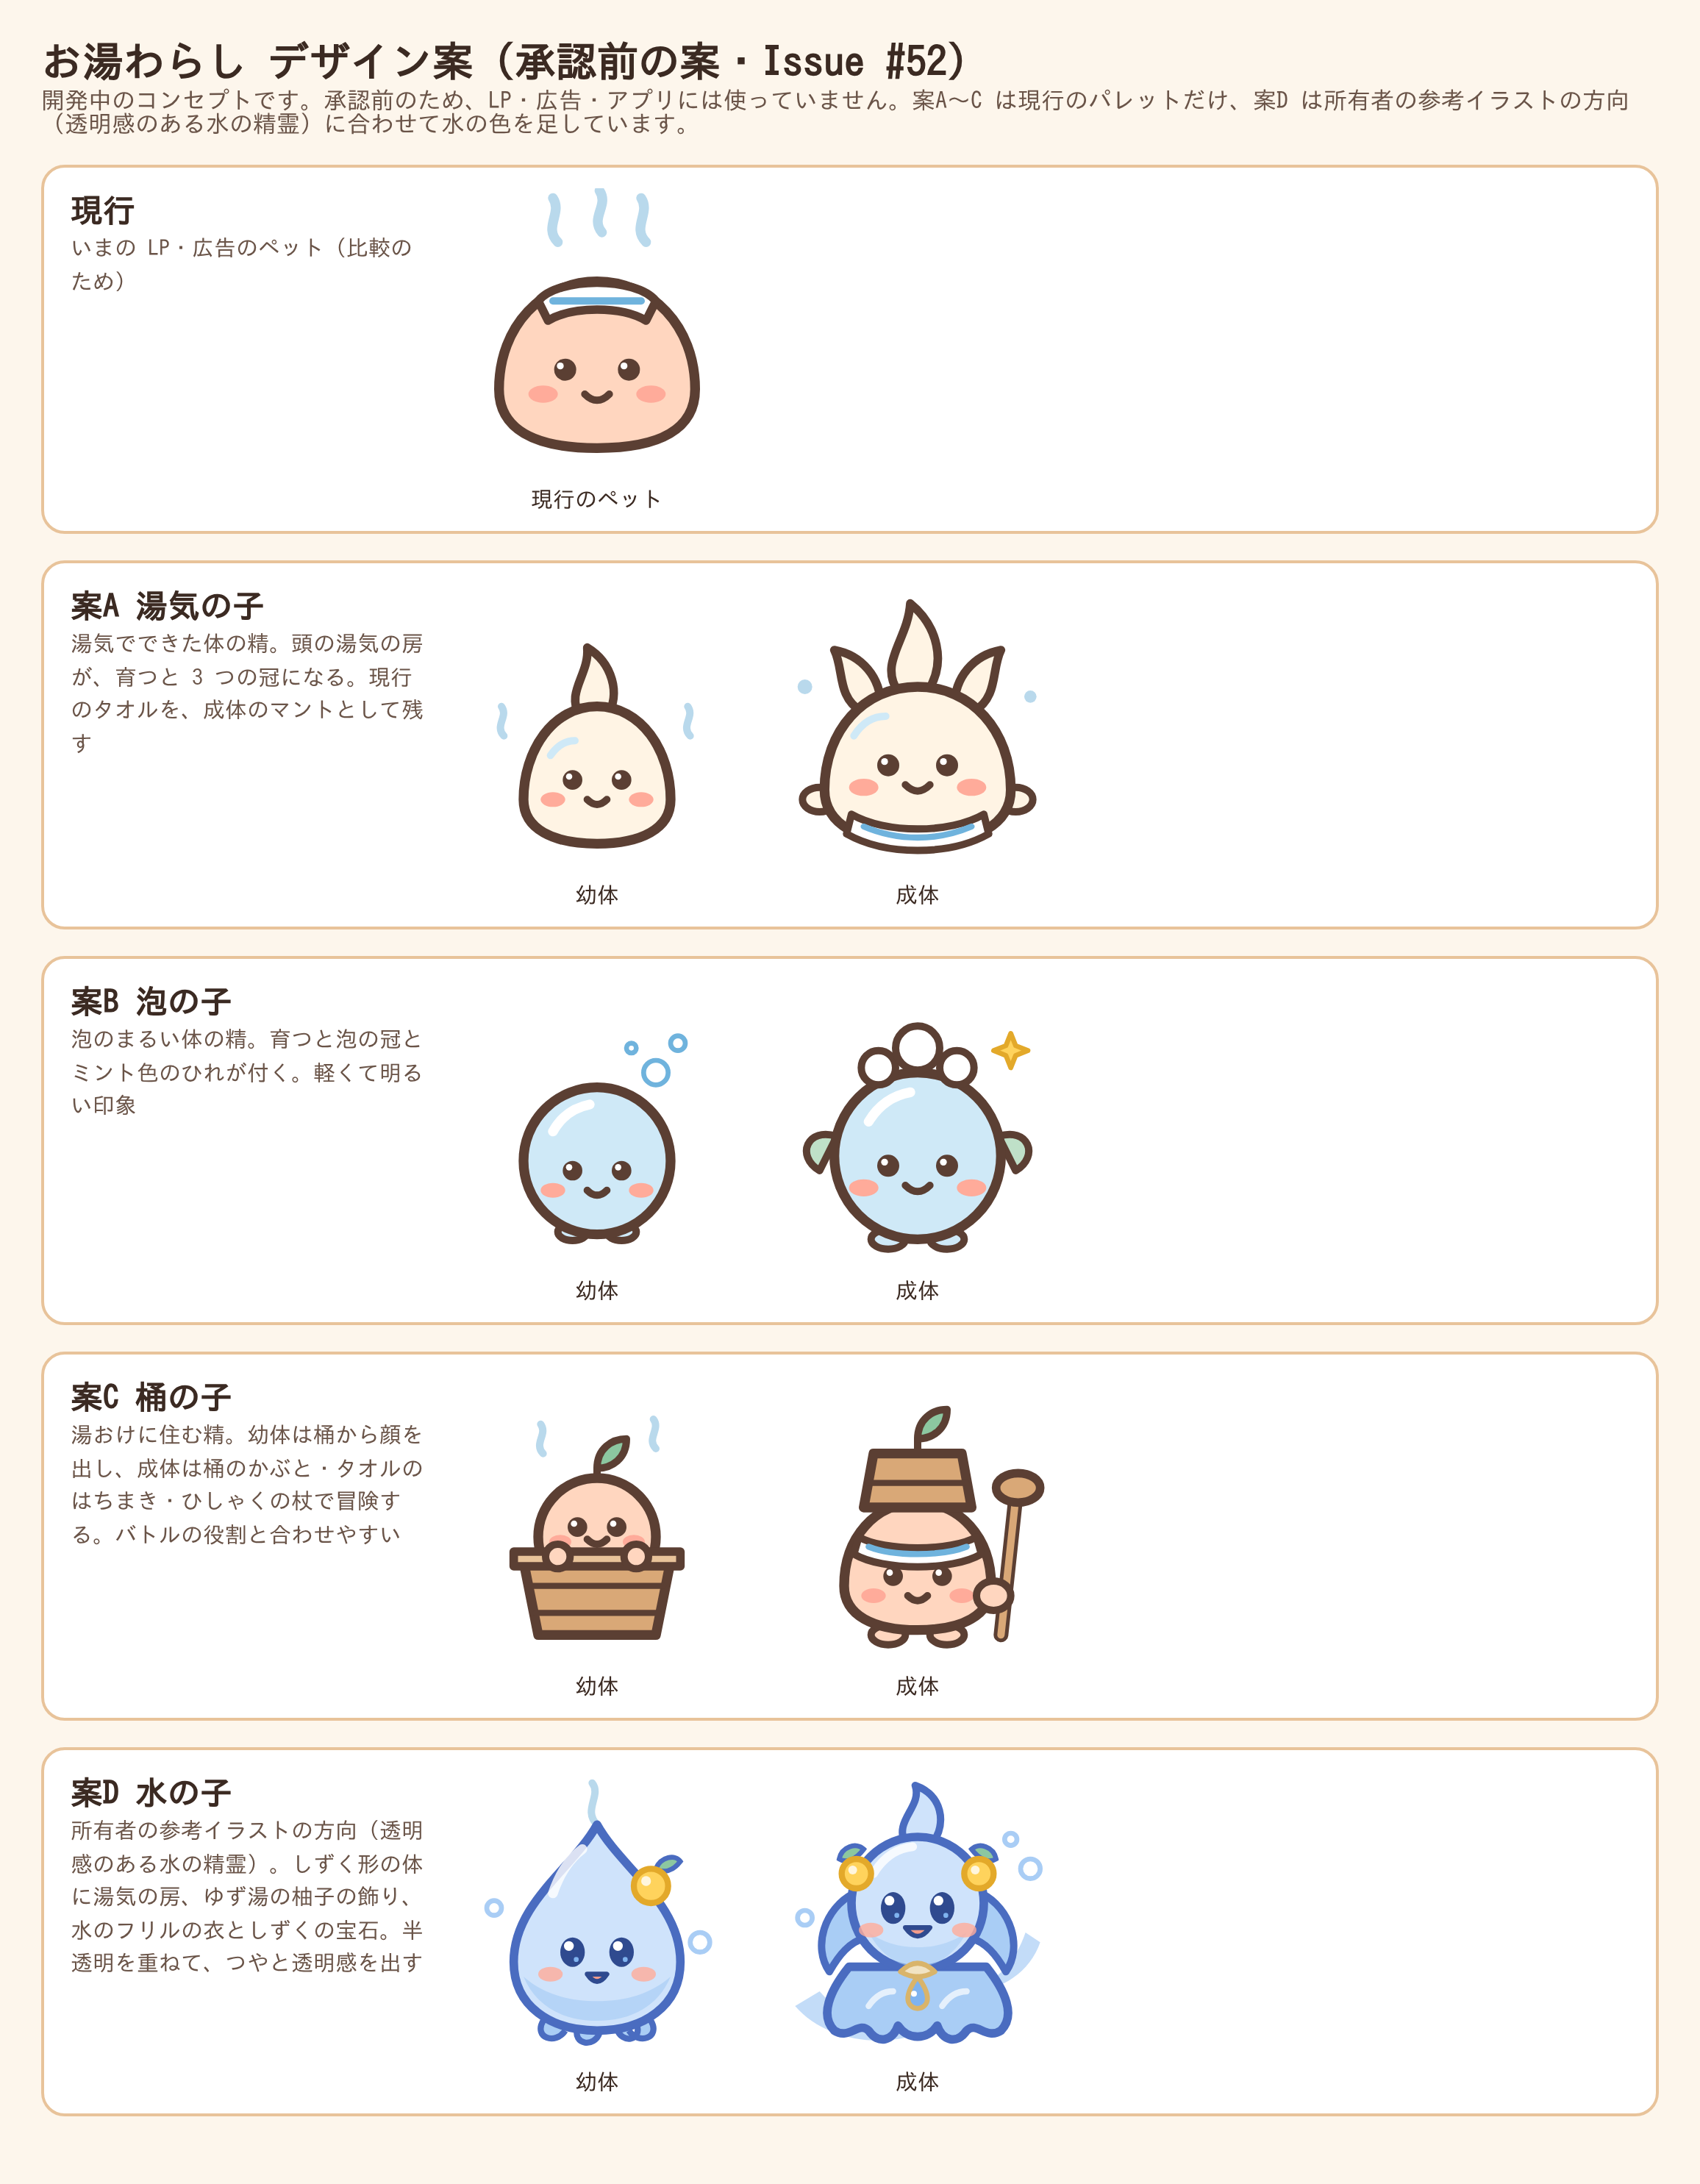 お湯わらし デザイン案（承認前の案・Issue #52）
開発中のコンセプトです。承認前のため、LP・広告・アプリには使っていません。案A〜C は現行のパレットだけ、案D は所有者の参考イラストの方向
（透明感のある水の精霊）に合わせて水の色を足しています。
現行
いまの LP・広告のペット（比較の
ため）
現行のペット
案A 湯気の子
湯気でできた体の精。頭の湯気の房
が、育つと 3 つの冠になる。現行
のタオルを、成体のマントとして残
す
幼体
成体
案B 泡の子
泡のまるい体の精。育つと泡の冠と
ミント色のひれが付く。軽くて明る
い印象
幼体
成体
案C 桶の子
湯おけに住む精。幼体は桶から顔を
出し、成体は桶のかぶと・タオルの
はちまき・ひしゃくの杖で冒険す
る。バトルの役割と合わせやすい
幼体
成体
案D 水の子
所有者の参考イラストの方向（透明
感のある水の精霊）。しずく形の体
に湯気の房、ゆず湯の柚子の飾り、
水のフリルの衣としずくの宝石。半
透明を重ねて、つやと透明感を出す
幼体
成体